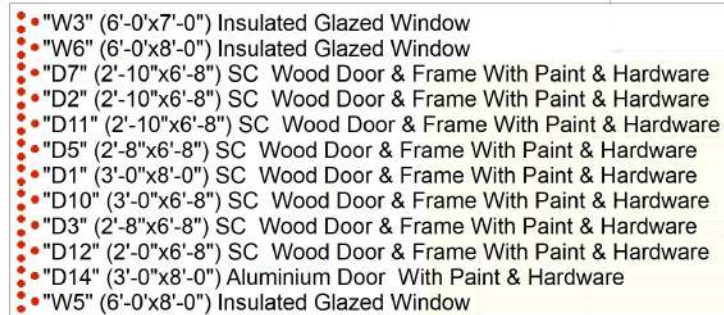 "W3" (6'-0'x7'-0") Insulated Glazed Window
"W6" (6'-0'x8'-0") Insulated Glazed Window
"D7" (2'-10"x6'-8") SC Wood Door & Frame With Paint & Hardware
"D2" (2'-10"x6'-8") SC Wood Door & Frame With Paint & Hardware
"D11" (2'-10"x6'-8") SC Wood Door & Frame With Paint & Hardware
"D5" (2'-8"x6'-8") SC Wood Door & Frame With Paint & Hardware
"D1" (3'-0"x8'-0") SC Wood Door & Frame With Paint & Hardware
"D10" (3'-0"x6'-8") SC Wood Door & Frame With Paint & Hardware
"D3" (2'-8"x6'-8") SC Wood Door & Frame With Paint & Hardware
"D12" (2'-0"x6'-8") SC Wood Door & Frame With Paint & Hardware
"D14" (3'-0"x8'-0") Aluminium Door With Paint & Hardware
"W5" (6'-0'x8'-0") Insulated Glazed Window